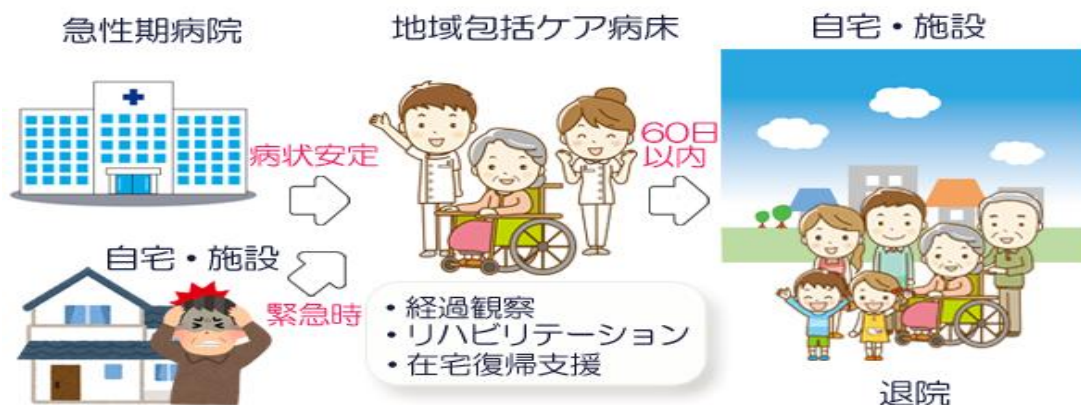 急性期病院
地域包括ケア病床
自宅・施設
病状安定
60日
以内
自宅・施設
緊急時
・経過観察
・リハビリテーション
・在宅復帰支援
退院